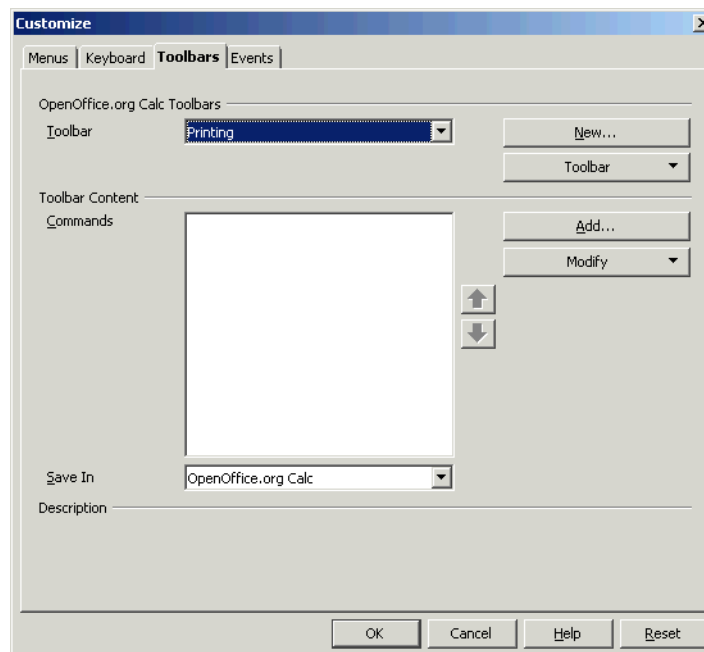 Customize
Menus Keyboard Toolbars Events
OpenOffice.org Calc Toolbars
Toolbar Printing New...
Toolbar
Toolbar Content
Commands Add...
Modify
Save In OpenOffice.org Calc
Description
OK Cancel Help Reset